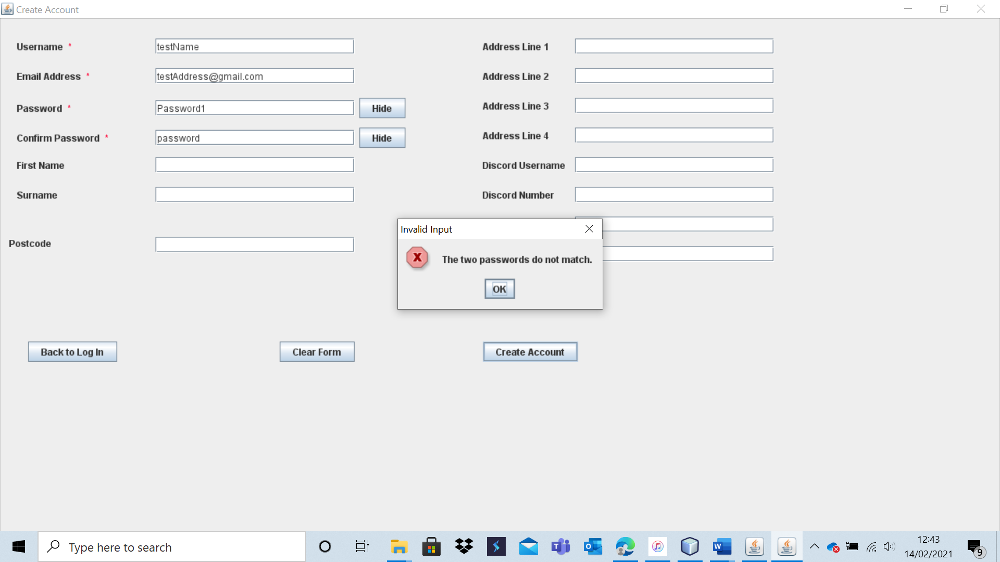 Create Account
Username *
testName
Email Address *
testAddress@gmail.com
Password *
Password1
Hide
Confirm Password *
password
Hide
First Name
Surname
Postcode
Address Line 1
Address Line 2
Address Line 3
Address Line 4
Discord Username
Discord Number
Invalid Input
X
The two passwords do not match.
OK
Back to Log In
Clear Form
Create Account
Type here to search
12:43
14/02/2021
9